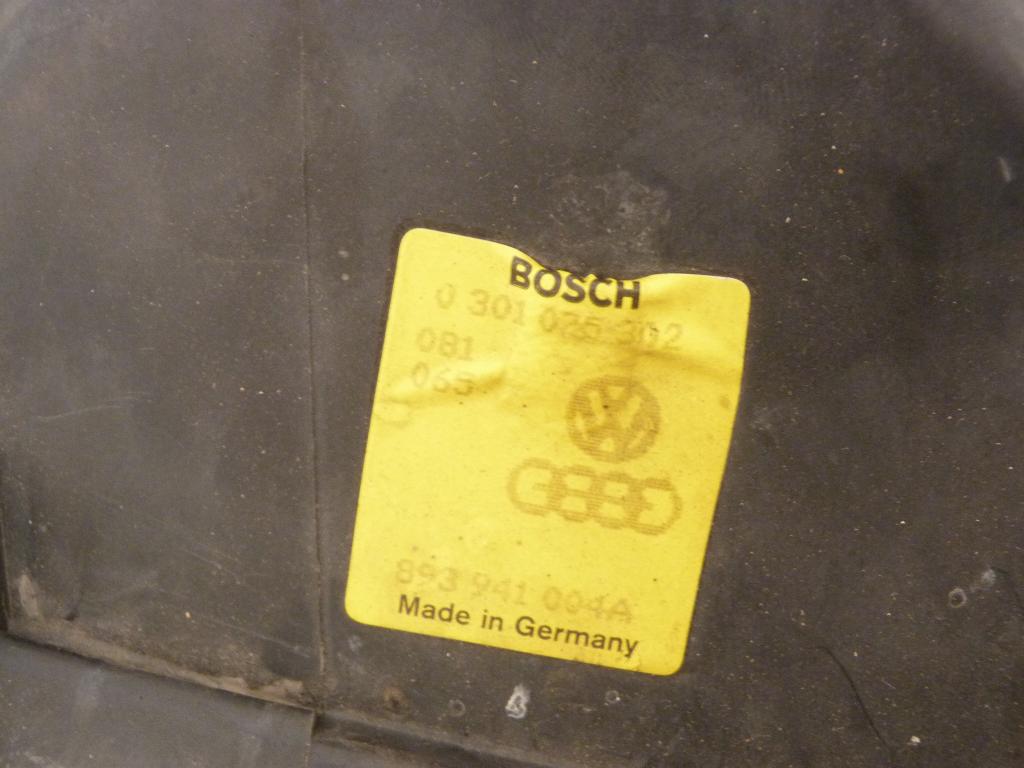 BOSCH
0 301 025 302
081
065
893 941 004A
Made in Germany